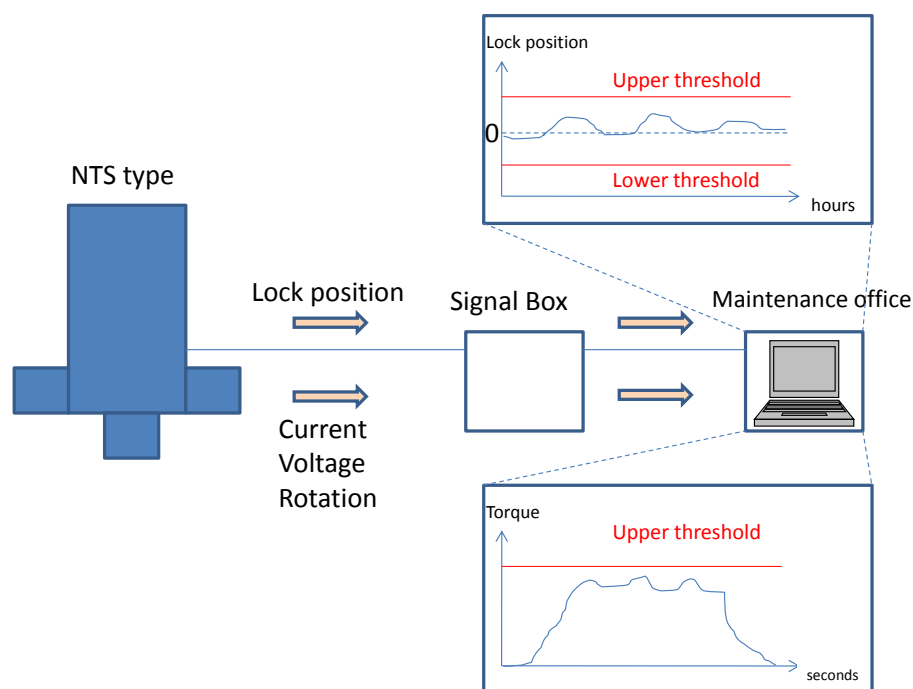 Lock position
Upper threshold
0
Lower threshold
hours
NTS type
Lock position
Signal Box
Maintenance office
Current
Voltage
Rotation
Torque
Upper threshold
seconds